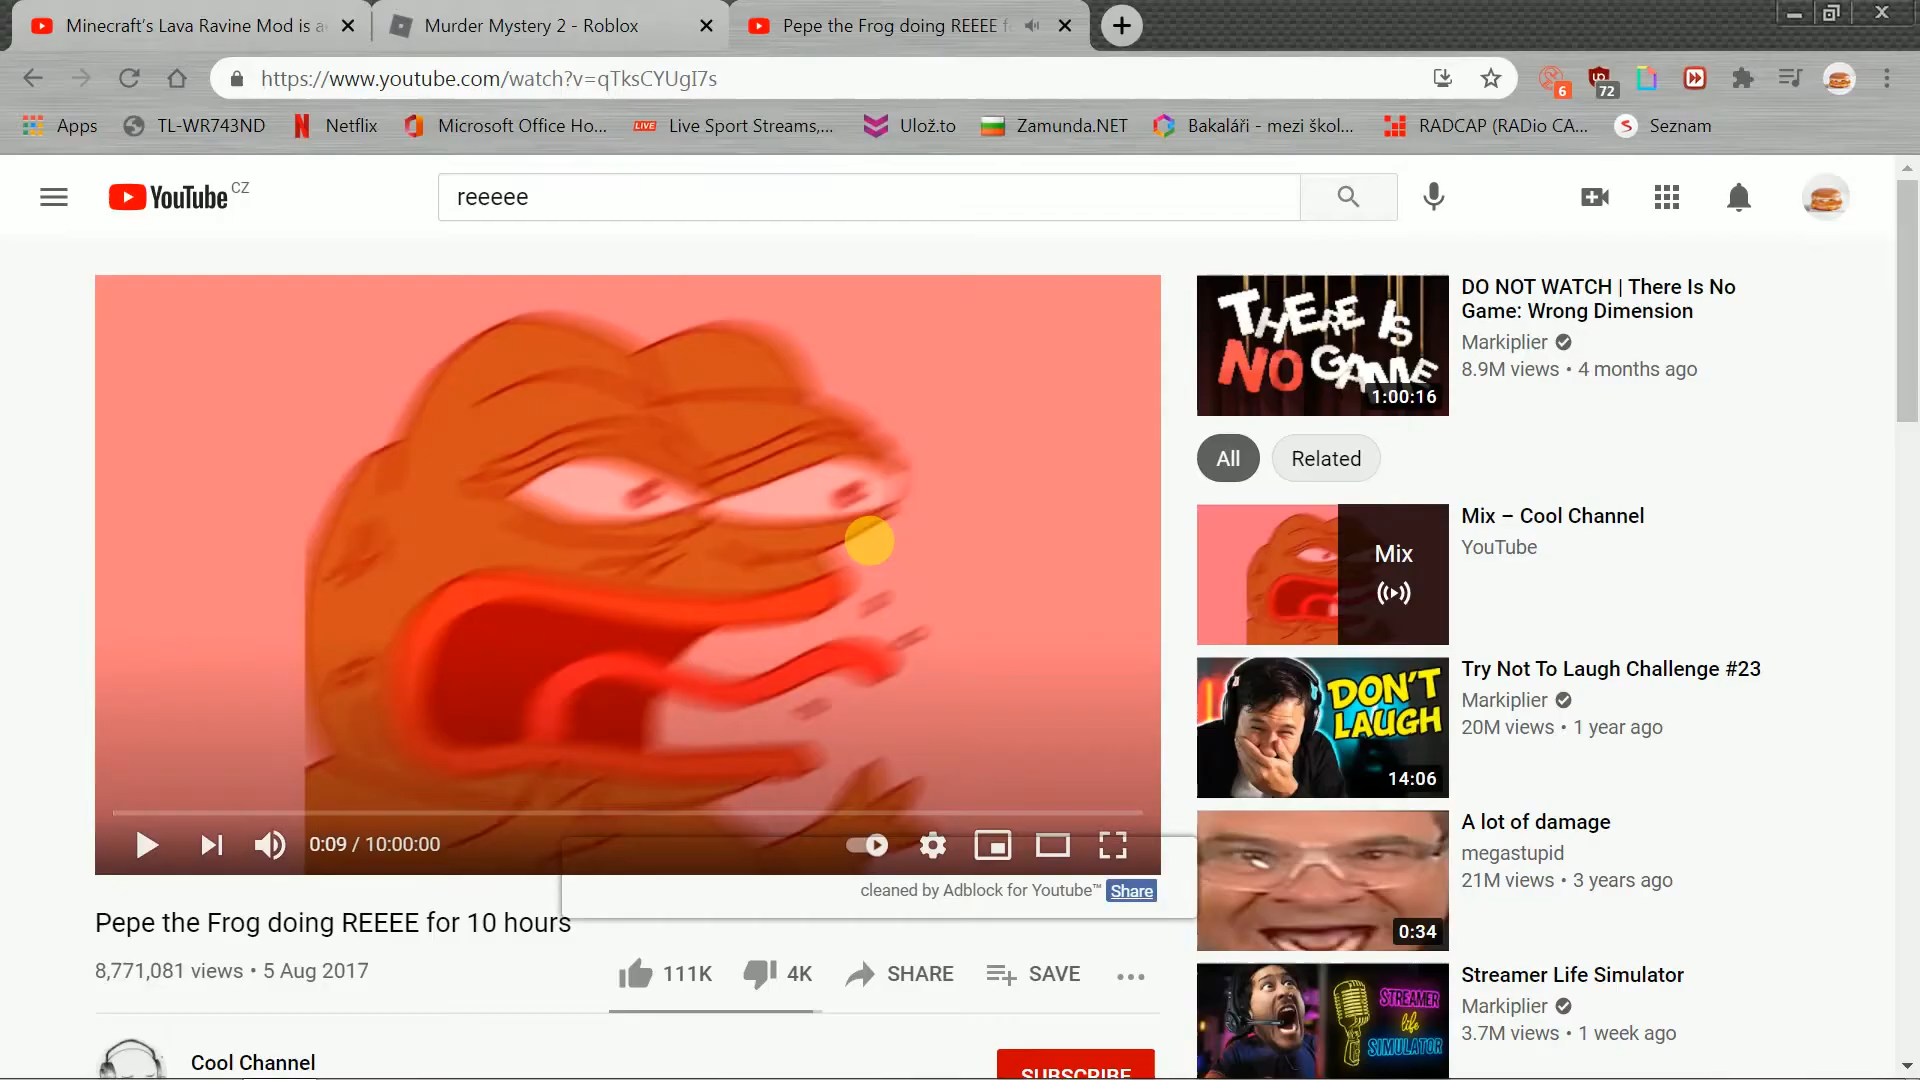 Minecraft's Lava Ravine Mod is a
Murder Mystery 2 - Roblox
Pepe the Frog doing REEEE f
https://www.youtube.com/watch?v=qTksCYUgI7s
6
72
Apps
TL-WR743ND
Netflix
Microsoft Office Ho...
LIVE
Live Sport Streams,...
Ulož.to
Zamunda.NET
Bakaláři - mezi škol...
RADCAP (RADio CA...
Seznam
YouTube CZ
reeeee
THERE IS NO GAME
1:00:16
DO NOT WATCH | There Is No
Game: Wrong Dimension
Markiplier
8.9M views • 4 months ago
All
Related
Mix
Mix – Cool Channel
YouTube
DON'T
LAUGH
14:06
Try Not To Laugh Challenge #23
Markiplier
20M views • 1 year ago
0:09 / 10:00:00
cleaned by Adblock for Youtube™ Share
0:34
A lot of damage
megastupid
21M views • 3 years ago
Pepe the Frog doing REEEE for 10 hours
8,771,081 views • 5 Aug 2017
111K
4K
SHARE
SAVE
STREAMER
life
SIMULATOR
Streamer Life Simulator
Markiplier
3.7M views • 1 week ago
Cool Channel
SUBSCRIBE